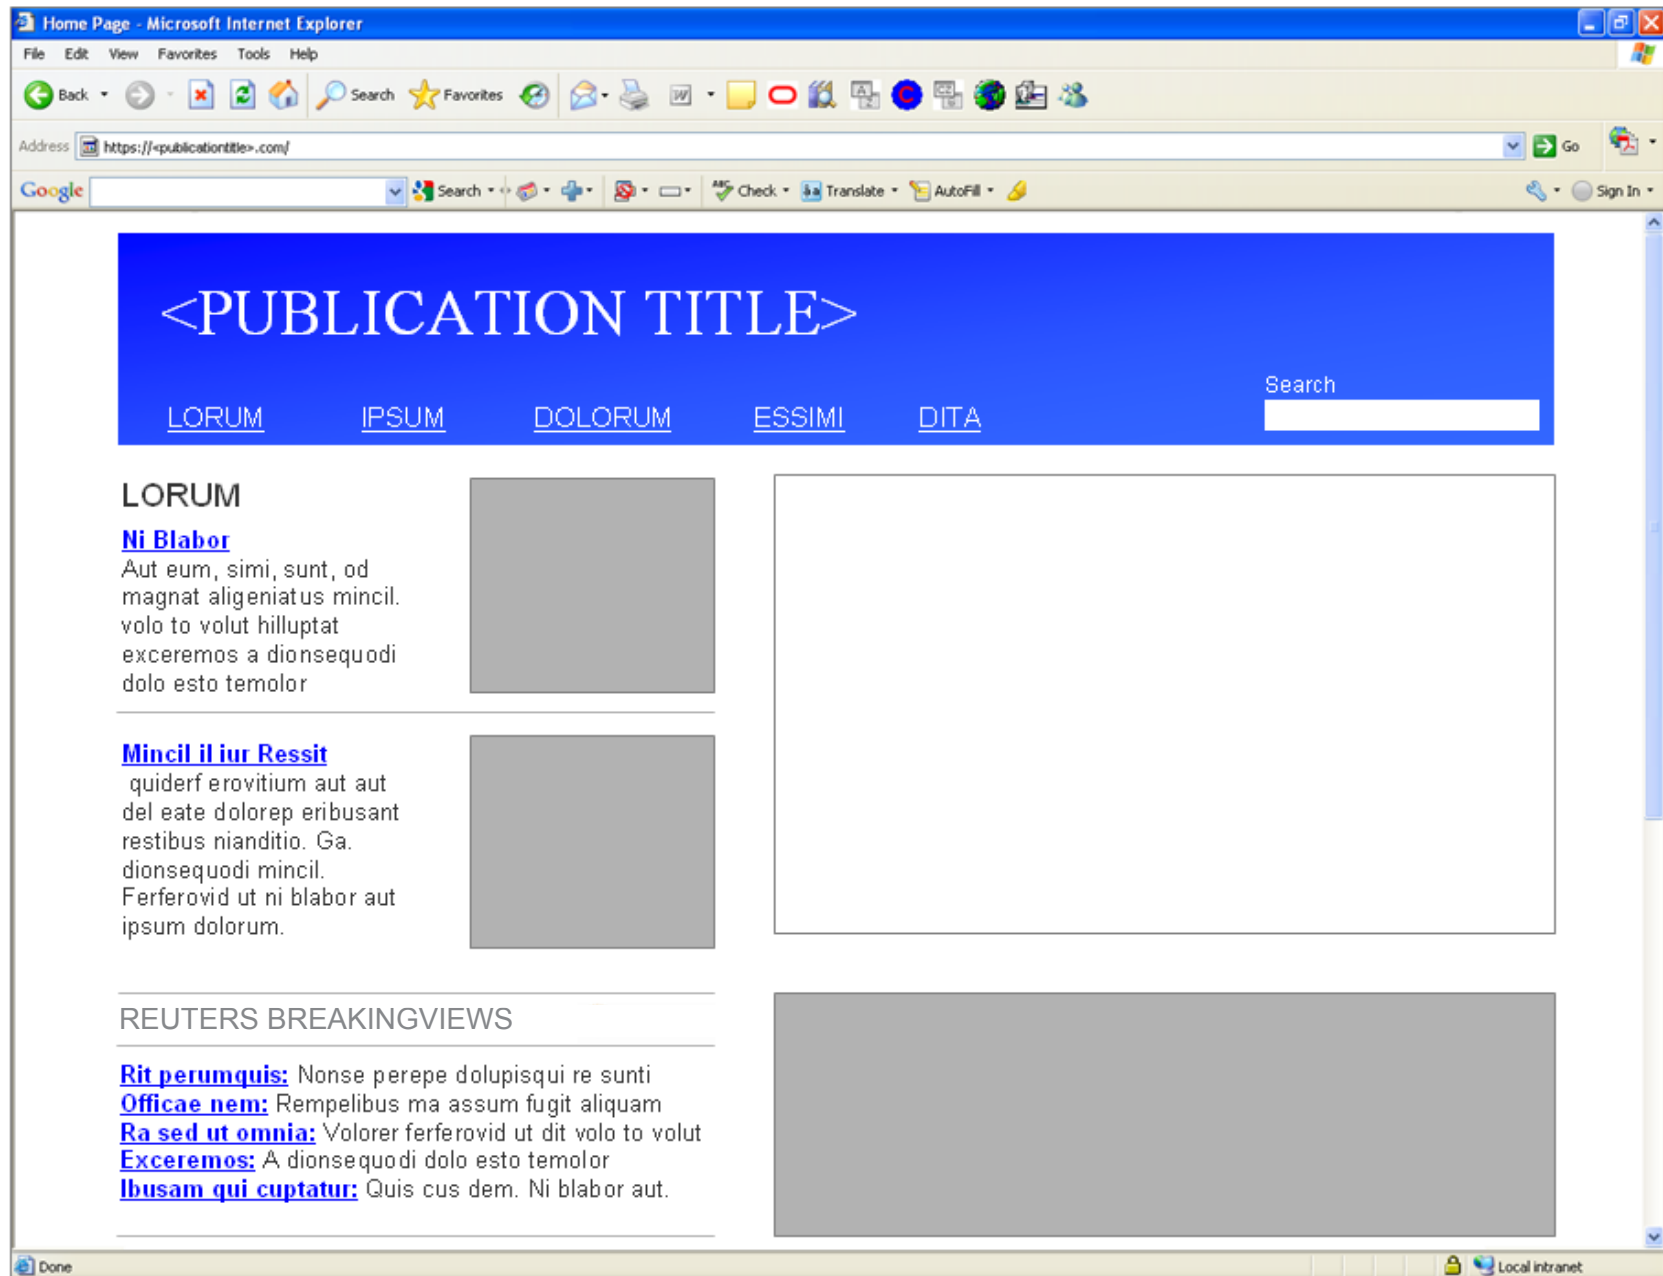 Home Page - Microsoft Internet Explorer
File Edit View Favorites Tools Help
Back Search Favorites
Address https://<publicationtitle>.com/ Go
Google Search Check Translate AutoFill Sign In
<PUBLICATION TITLE>
Search
LORUM IPSUM DOLORUM ESSIMI DITA
LORUM
Ni Blabor
Aut eum, simi, sunt, od
magnat aligeniatus mincil.
volo to volut hilluptat
exceremos a dionsequodi
dolo esto temolor
Mincil il iur Ressit
quiderf erovitium aut aut
del eate dolorep eribusant
restibus nianditio. Ga.
dionsequodi mincil.
Ferferovid ut ni blabor aut
ipsum dolorum.
REUTERS BREAKINGVIEWS
Rit perumquis: Nonse perepe dolupisqui re sunti
Officae nem: Rempelibus ma assum fugit aliquam
Ra sed ut omnia: Volorer ferferovid ut dit volo to volut
Exceremos: A dionsequodi dolo esto temolor
Ibusam qui cuptatur: Quis cus dem. Ni blabor aut.
Done Local intranet